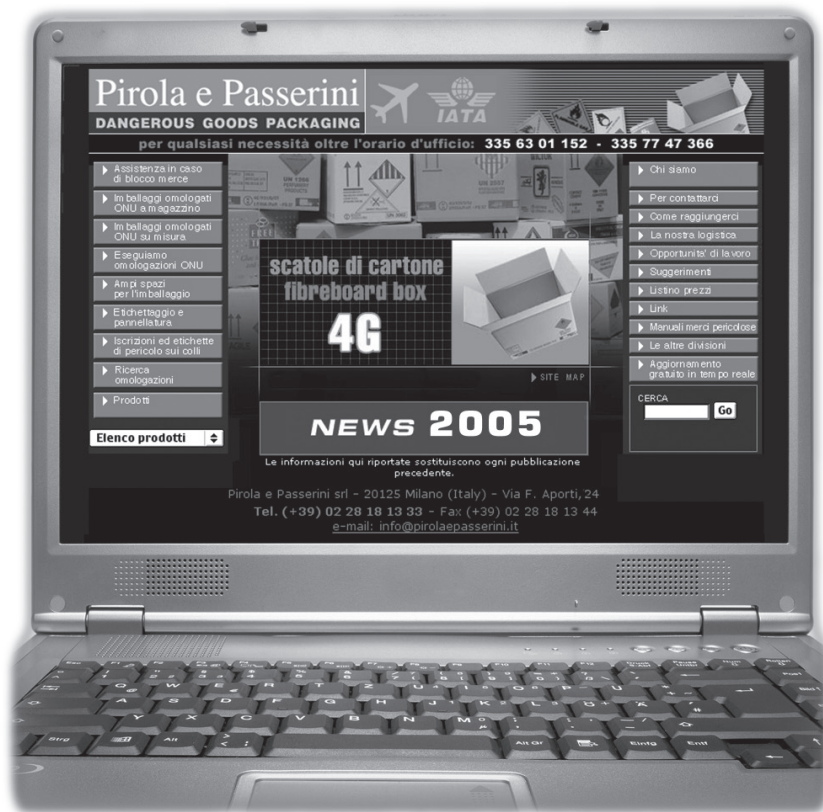 Pirola e Passerini
DANGEROUS GOODS PACKAGING
IATA
per qualsiasi necessità oltre l'orario d'ufficio: 335 63 01 152 - 335 77 47 366
Assistenza in caso
di blocco merce
Imballaggi omologati
ONU a magazzino
Imballaggi omologati
ONU su misura
Eseguiamo
omologazioni ONU
Ampi spazi
per l'imballaggio
Etichettaggio e
pannellatura
Iscrizioni ed etichette
di pericolo sui colli
Ricerca
omologazioni
Prodotti
Elenco prodotti
scatole di cartone
fibreboard box
4G
SITE MAP
NEWS 2005
Le informazioni qui riportate sostituiscono ogni pubblicazione
precedente.
Chi siamo
Per contattarci
Come raggiungerci
La nostra logistica
Opportunita' di lavoro
Suggerimenti
Listino prezzi
Link
Manuali merci pericolose
Le altre divisioni
Aggiornamento
gratuito in tempo reale
CERCA
Go
Pirola e Passerini srl - 20125 Milano (Italy) - Via F. Aporti, 24
Tel. (+39) 02 28 18 13 33 - Fax (+39) 02 28 18 13 44
e-mail: info@pirolaepasserini.it
Q W E R T Z U I O P Ü
A S D F G H J K L Ö Ä
Y X C V B N M
Strg Alt Alt Gr Einfg Entf